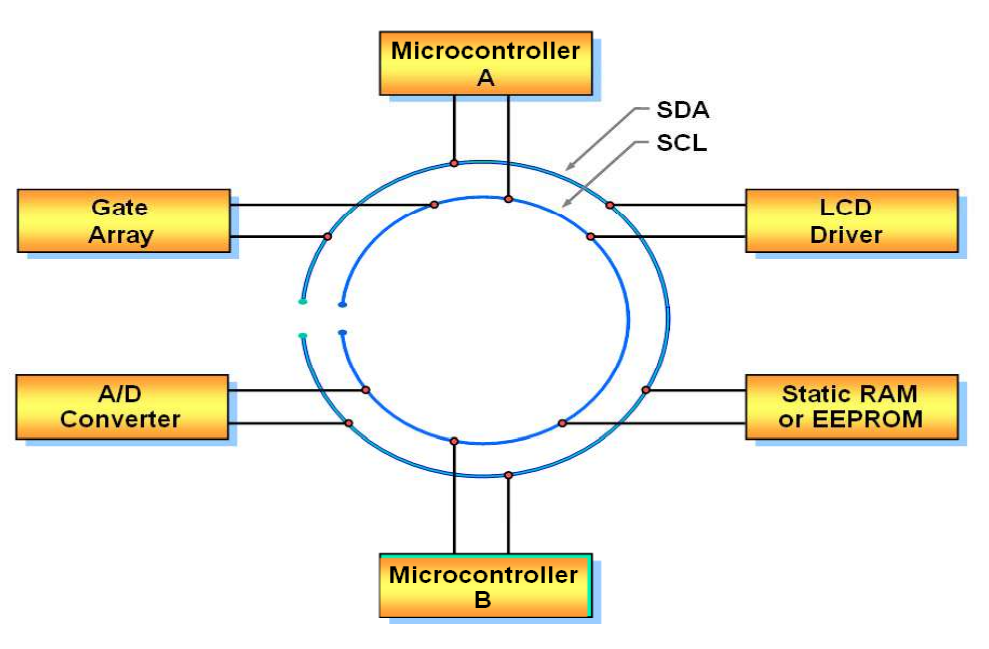 Microcontroller
A
SDA
SCL
Gate
Array
LCD
Driver
A/D
Converter
Static RAM
or EEPROM
Microcontroller
B